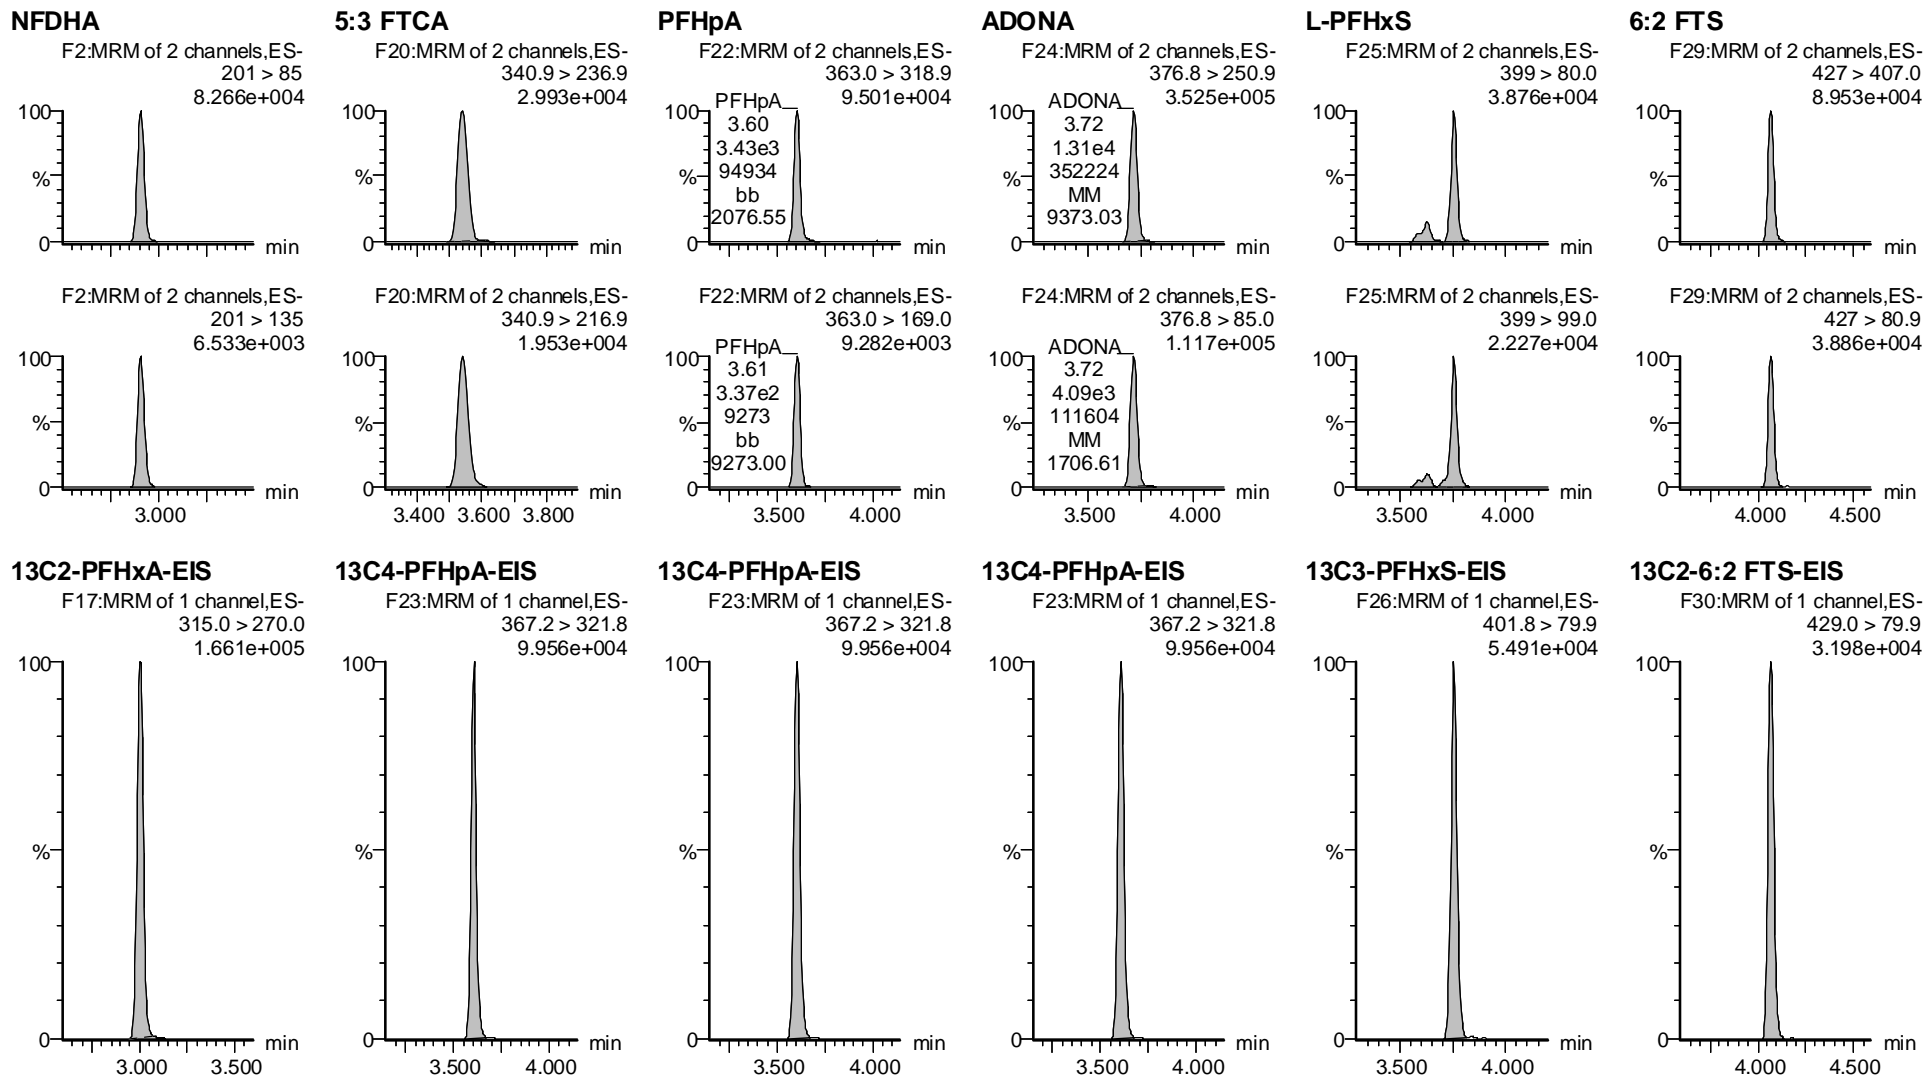 NFDHA
F2:MRM of 2 channels,ES-
201 > 85
8.266e+004
100
%
0
min
F2:MRM of 2 channels,ES-
201 > 135
6.533e+003
100
%
0
min
3.000
5:3 FTCA
F20:MRM of 2 channels,ES-
340.9 > 236.9
2.993e+004
100
%
0
min
F20:MRM of 2 channels,ES-
340.9 > 216.9
1.953e+004
100
%
0
min
3.400 3.600 3.800
PFHpA
F22:MRM of 2 channels,ES-
363.0 > 318.9
9.501e+004
100
PFHpA
3.60
3.43e3
94934
bb
2076.55
%
0
min
F22:MRM of 2 channels,ES-
363.0 > 169.0
9.282e+003
100
PFHpA
3.61
3.37e2
9273
bb
9273.00
%
0
min
3.500 4.000
ADONA
F24:MRM of 2 channels,ES-
376.8 > 250.9
3.525e+005
100
ADONA
3.72
1.31e4
352224
MM
9373.03
%
0
min
F24:MRM of 2 channels,ES-
376.8 > 85.0
1.117e+005
100
ADONA
3.72
4.09e3
111604
MM
1706.61
%
0
min
3.500 4.000
L-PFHxS
F25:MRM of 2 channels,ES-
399 > 80.0
3.876e+004
100
%
0
min
F25:MRM of 2 channels,ES-
399 > 99.0
2.227e+004
100
%
0
min
3.500 4.000
6:2 FTS
F29:MRM of 2 channels,ES-
427 > 407.0
8.953e+004
100
%
0
min
F29:MRM of 2 channels,ES-
427 > 80.9
3.886e+004
100
%
0
min
4.000 4.500
13C2-PFHxA-EIS
F17:MRM of 1 channel,ES-
315.0 > 270.0
1.661e+005
100
%
0
min
3.000 3.500
13C4-PFHpA-EIS
F23:MRM of 1 channel,ES-
367.2 > 321.8
9.956e+004
100
%
0
min
3.500 4.000
13C4-PFHpA-EIS
F23:MRM of 1 channel,ES-
367.2 > 321.8
9.956e+004
100
%
0
min
3.500 4.000
13C4-PFHpA-EIS
F23:MRM of 1 channel,ES-
367.2 > 321.8
9.956e+004
100
%
0
min
3.500 4.000
13C3-PFHxS-EIS
F26:MRM of 1 channel,ES-
401.8 > 79.9
5.491e+004
100
%
0
min
3.500 4.000
13C2-6:2 FTS-EIS
F30:MRM of 1 channel,ES-
429.0 > 79.9
3.198e+004
100
%
0
min
4.000 4.500